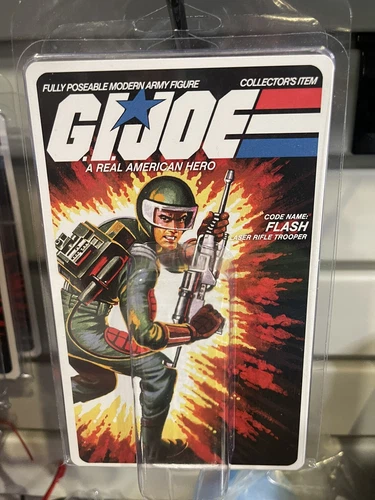 FULLY POSEABLE MODERN ARMY FIGURE COLLECTOR'S ITEM
G.I. JOE
A REAL AMERICAN HERO
CODE NAME:
FLASH
LASER RIFLE TROOPER